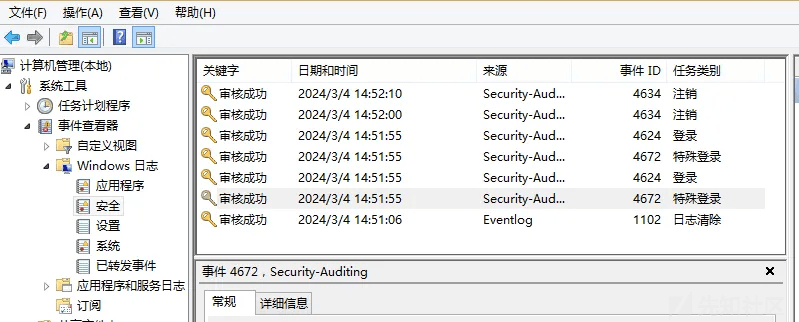 文件(F) 操作(A) 查看(V) 帮助(H)
计算机管理(本地)
系统工具
任务计划程序
事件查看器
自定义视图
Windows 日志
应用程序
安全
设置
系统
已转发事件
应用程序和服务日志
订阅
关键字 日期和时间 来源 事件 ID 任务类别
审核成功 2024/3/4 14:52:10 Security-Aud... 4634 注销
审核成功 2024/3/4 14:52:00 Security-Aud... 4634 注销
审核成功 2024/3/4 14:51:55 Security-Aud... 4624 登录
审核成功 2024/3/4 14:51:55 Security-Aud... 4672 特殊登录
审核成功 2024/3/4 14:51:55 Security-Aud... 4624 登录
审核成功 2024/3/4 14:51:55 Security-Aud... 4672 特殊登录
审核成功 2024/3/4 14:51:06 Eventlog 1102 日志清除
事件 4672，Security-Auditing
常规 详细信息
先知社区